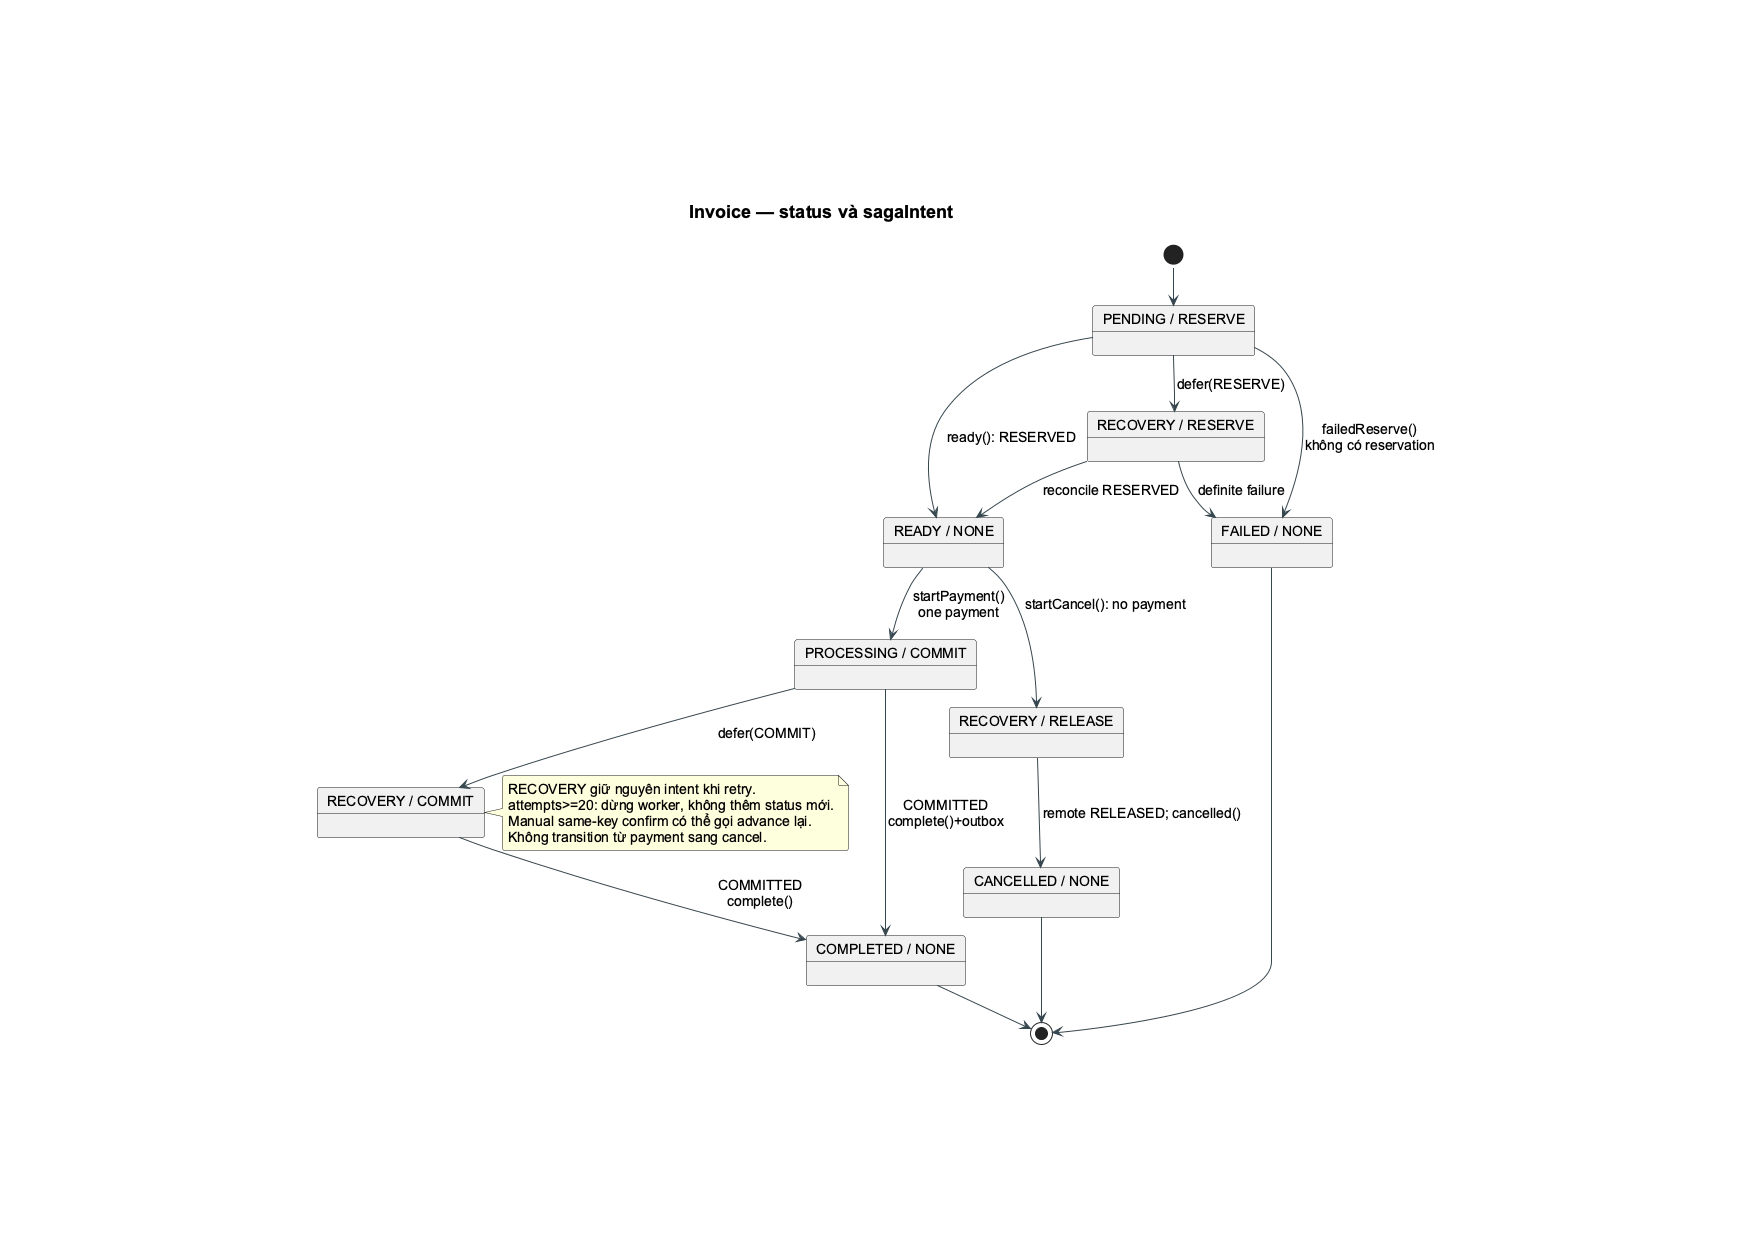 Invoice — status và sagaIntent
PENDING / RESERVE
defer(RESERVE)
RECOVERY / RESERVE
failedReserve()
không có reservation
ready(): RESERVED
reconcile RESERVED
definite failure
READY / NONE
FAILED / NONE
startPayment()
one payment
startCancel(): no payment
PROCESSING / COMMIT
RECOVERY / RELEASE
defer(COMMIT)
RECOVERY / COMMIT
RECOVERY giữ nguyên intent khi retry.
attempts>=20: dừng worker, không thêm status mới.
Manual same-key confirm có thể gọi advance lại.
Không transition từ payment sang cancel.
COMMITTED
complete()+outbox
remote RELEASED; cancelled()
CANCELLED / NONE
COMMITTED
complete()
COMPLETED / NONE